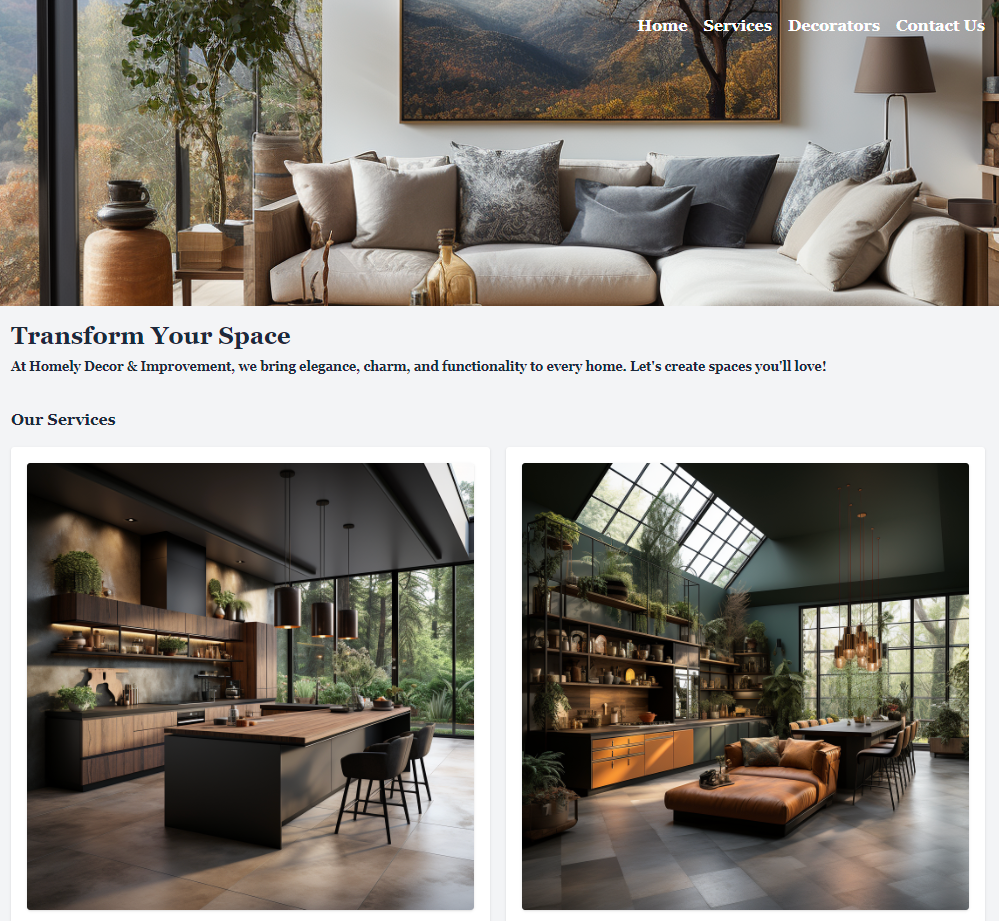 Home Services Decorators Contact Us
Transform Your Space
At Homely Decor & Improvement, we bring elegance, charm, and functionality to every home. Let's create spaces you'll love!
Our Services